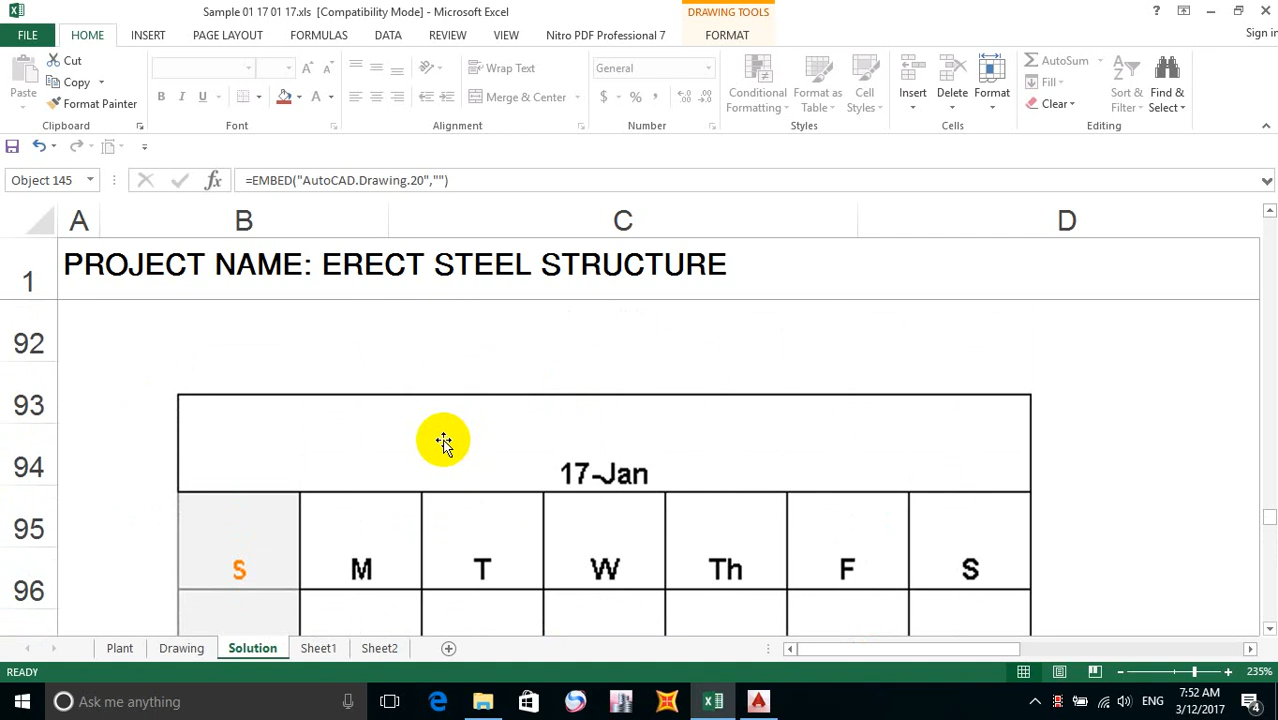 Sample 01 17 01 17.xls  [Compatibility Mode] - Microsoft Excel
DRAWING TOOLS
?
FILE HOME INSERT PAGE LAYOUT FORMULAS DATA REVIEW VIEW Nitro PDF Professional 7 FORMAT Sign in
Paste
Cut
Copy
Format Painter
Clipboard
B I U A A A
Font
Wrap Text
Merge & Center
Alignment
General
$ % ,
Number
Conditional Formatting
Format as Table
Cell Styles
Styles
Insert
Delete
Format
Cells
AutoSum
Fill
Clear
Sort & Filter
Find & Select
Editing
Object 145 fx =EMBED("AutoCAD.Drawing.20","")
A B C D
1 PROJECT NAME: ERECT STEEL STRUCTURE
92
93
94 17-Jan
95
S M T W Th F S
96
Plant Drawing Solution Sheet1 Sheet2
READY 235%
Ask me anything
ENG
7:52 AM
3/12/2017
4